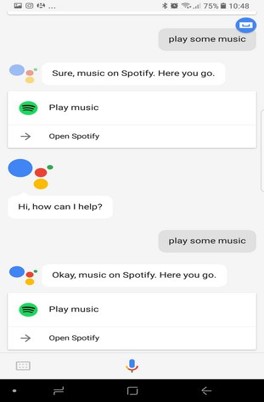 75% 10:48
play some music
Sure, music on Spotify. Here you go.
Play music
Open Spotify
Hi, how can I help?
play some music
Okay, music on Spotify. Here you go.
Play music
Open Spotify